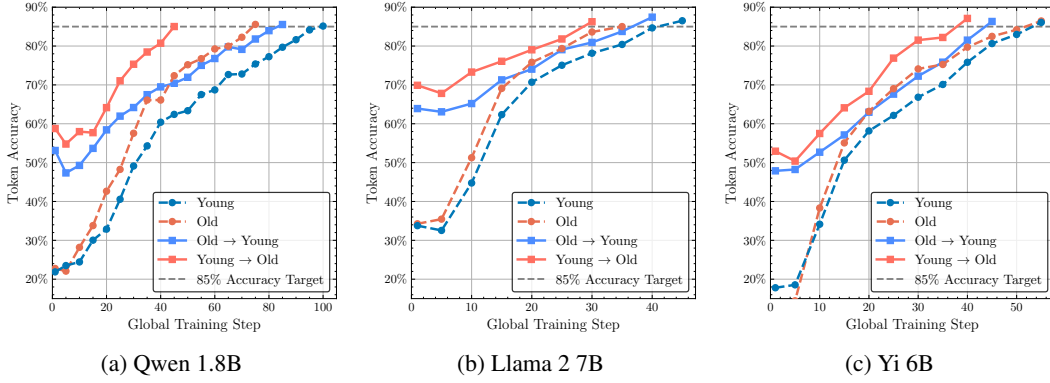 90%
80%
70%
60%
50%
40%
30%
20%
Token Accuracy
0
20
40
60
80
100
Global Training Step
Young
Old
Old → Young
Young → Old
85% Accuracy Target
(a) Qwen 1.8B
90%
80%
70%
60%
50%
40%
30%
20%
Token Accuracy
0
10
20
30
40
Global Training Step
Young
Old
Old → Young
Young → Old
85% Accuracy Target
(b) Llama 2 7B
90%
80%
70%
60%
50%
40%
30%
20%
Token Accuracy
0
10
20
30
40
50
Global Training Step
Young
Old
Old → Young
Young → Old
85% Accuracy Target
(c) Yi 6B